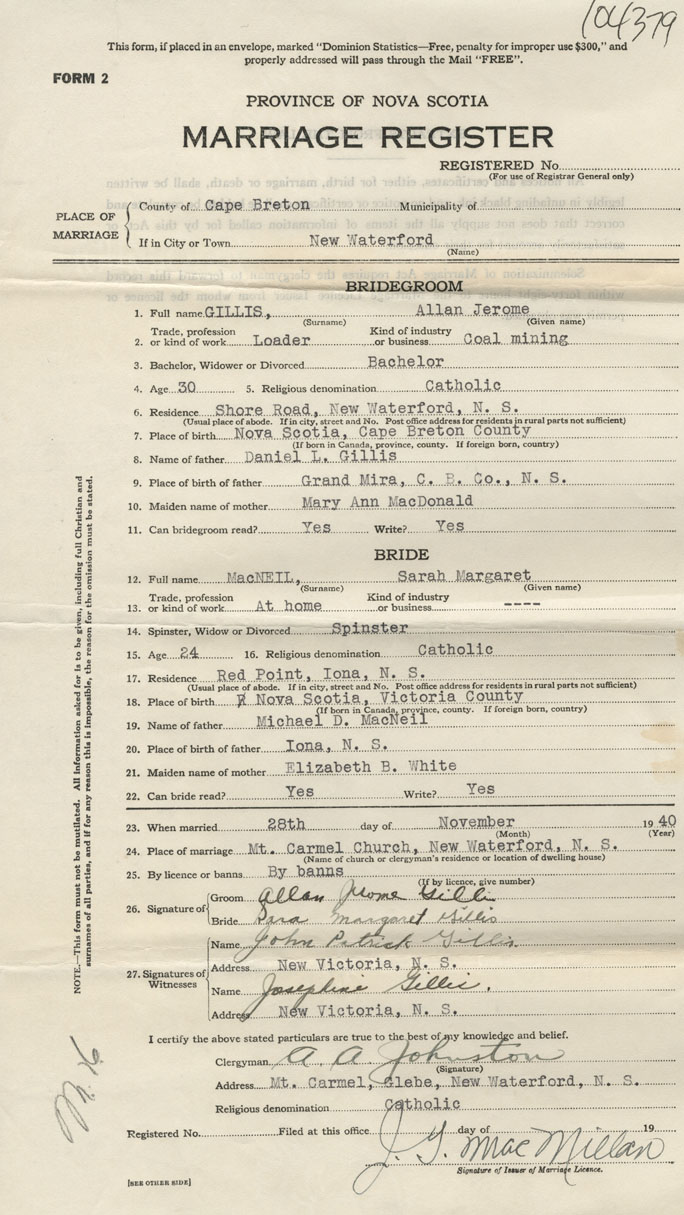 104379
This form, if placed in an envelope, marked "Dominion Statistics—Free, penalty for improper use $300," and
properly addressed will pass through the Mail "FREE".
FORM 2
PROVINCE OF NOVA SCOTIA
MARRIAGE REGISTER
REGISTERED No.
(For use of Registrar General only)
PLACE OF MARRIAGE
County of Cape Breton Municipality of
If in City or Town New Waterford
(Name)
BRIDEGROOM
1. Full name GILLIS, Allan Jerome
(Surname) (Given name)
Trade, profession Kind of industry
2. or kind of work Loader or business Coal mining
3. Bachelor, Widower or Divorced Bachelor
4. Age 30 5. Religious denomination Catholic
6. Residence Shore Road, New Waterford, N. S.
(Usual place of abode. If in city, street and No. Post office address for residents in rural parts not sufficient)
7. Place of birth Nova Scotia, Cape Breton County
(If born in Canada, province, county. If foreign born, country)
8. Name of father Daniel L. Gillis
9. Place of birth of father Grand Mira, C. B. Co., N. S.
10. Maiden name of mother Mary Ann MacDonald
11. Can bridegroom read? Yes Write? Yes
BRIDE
12. Full name MacNEIL, Sarah Margaret
(Surname) (Given name)
Trade, profession Kind of industry
13. or kind of work At home or business ----
14. Spinster, Widow or Divorced Spinster
15. Age 24 16. Religious denomination Catholic
17. Residence Red Point, Iona, N. S.
(Usual place of abode. If in city, street and No. Post office address for residents in rural parts not sufficient)
18. Place of birth Nova Scotia, Victoria County
(If born in Canada, province, county. If foreign born, country)
19. Name of father Michael D. MacNeil
20. Place of birth of father Iona, N. S.
21. Maiden name of mother Elizabeth B. White
22. Can bride read? Yes Write? Yes
23. When married 28th day of November 1940
(Month) (Year)
24. Place of marriage Mt. Carmel Church, New Waterford, N. S.
(Name of church or clergyman's residence or location of dwelling house)
25. By licence or banns By banns
(If by licence, give number)
26. Signature of
Groom Allan Jerome Gillis
Bride Sara Margaret Gillis
27. Signatures of Witnesses
Name John Patrick Gillis
Address New Victoria, N. S.
Name Josephine Gillis.
Address New Victoria, N. S.
I certify the above stated particulars are true to the best of my knowledge and belief.
Clergyman A A Johnston
(Signature)
Address Mt. Carmel, Glebe, New Waterford, N. S.
Religious denomination Catholic
Registered No. Filed at this office day of 19
J. G. MacMillan
Signature of Issuer of Marriage Licence.
[SEE OTHER SIDE]
NOTE.—This form must not be mutilated. All information asked for is to be given, including full Christian and
surnames of all parties, and if for any reason this is impossible, the reason for the omission must be stated.